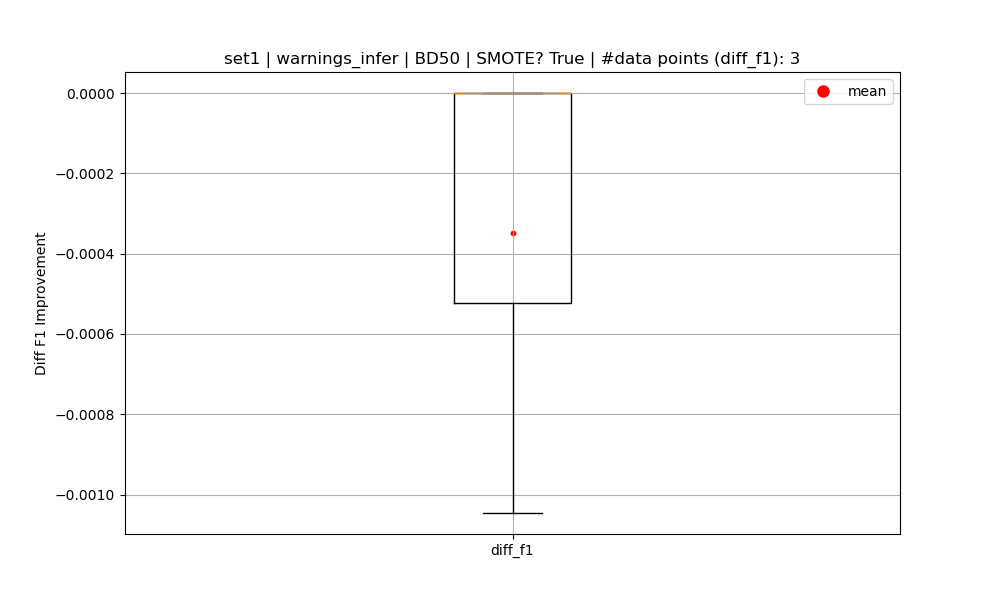 set1 | warnings_infer | BD50 | SMOTE? True | #data points (diff_f1): 3
mean
Diff F1 Improvement
0.0000
−0.0002
−0.0004
−0.0006
−0.0008
−0.0010
diff_f1